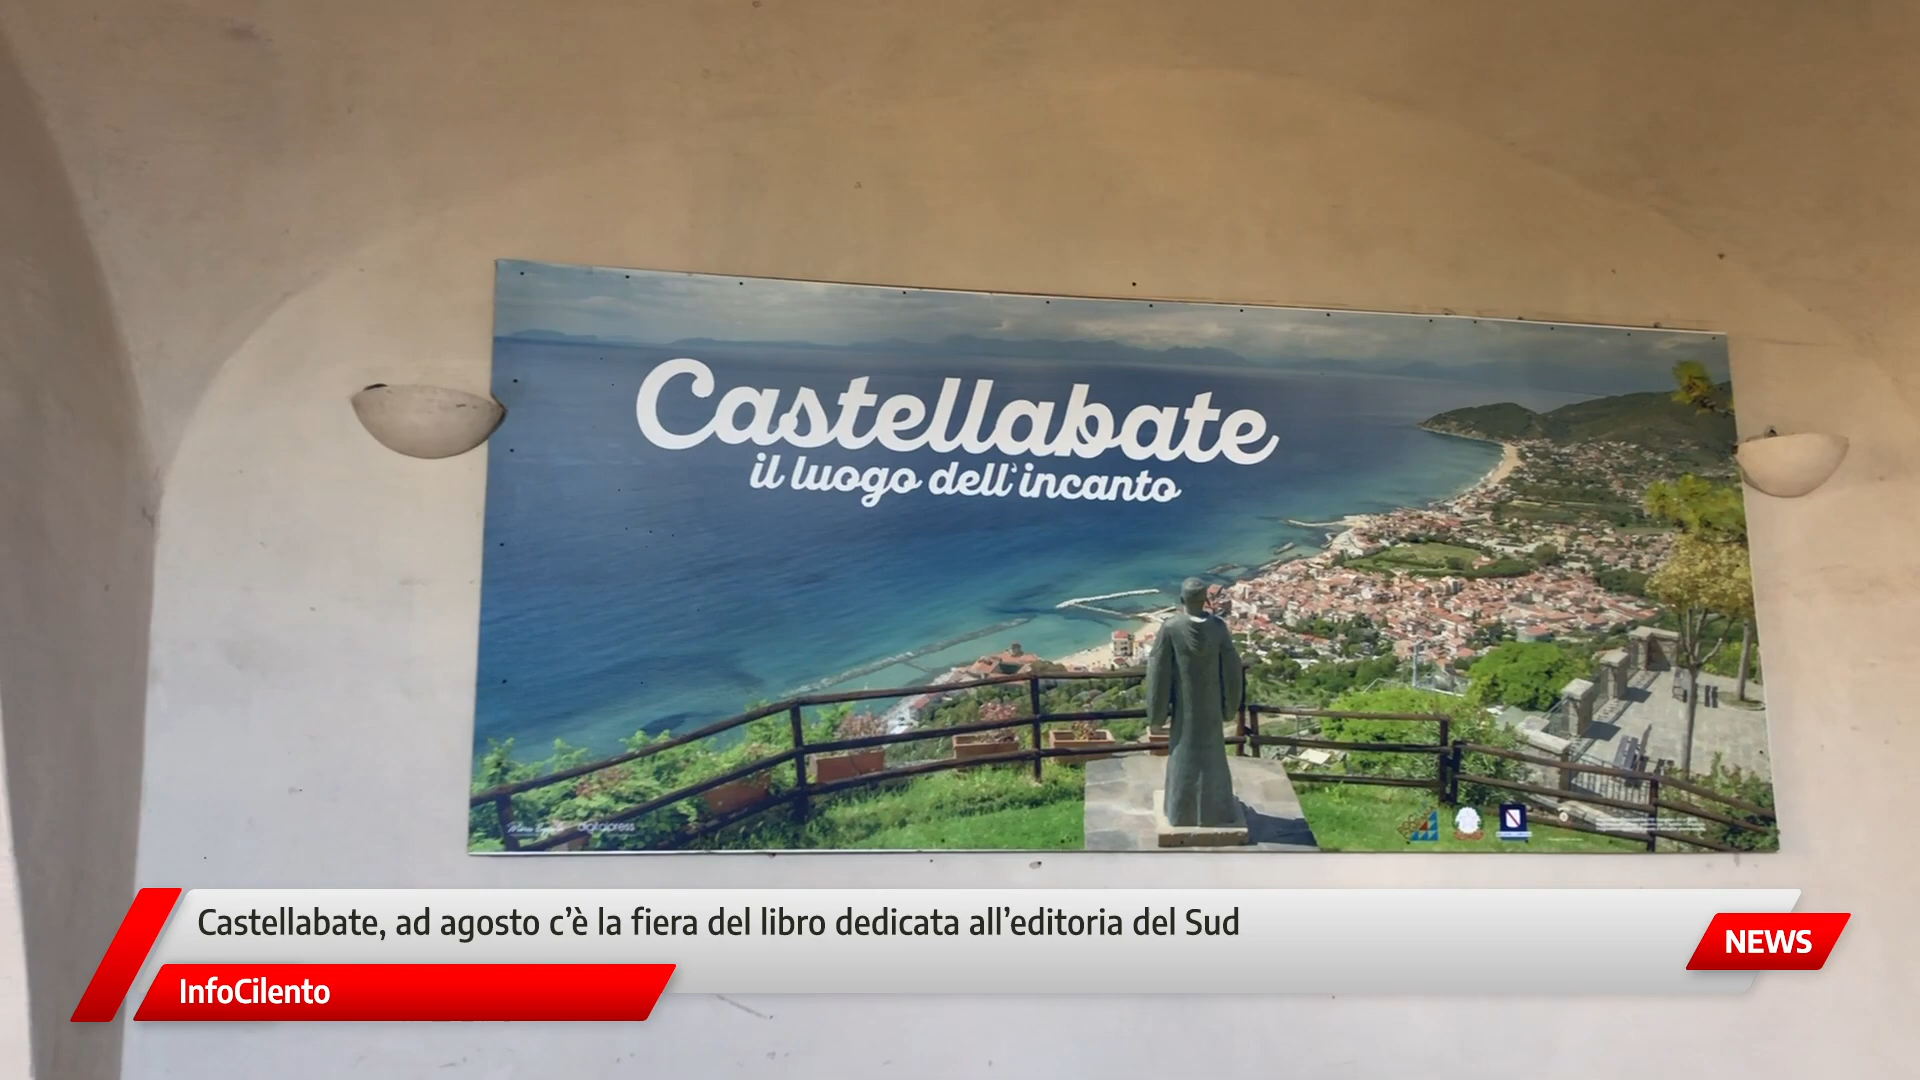 Castellabate
il luogo dell'incanto
digitalpress
Castellabate, ad agosto c’è la fiera del libro dedicata all’editoria del Sud
NEWS
InfoCilento